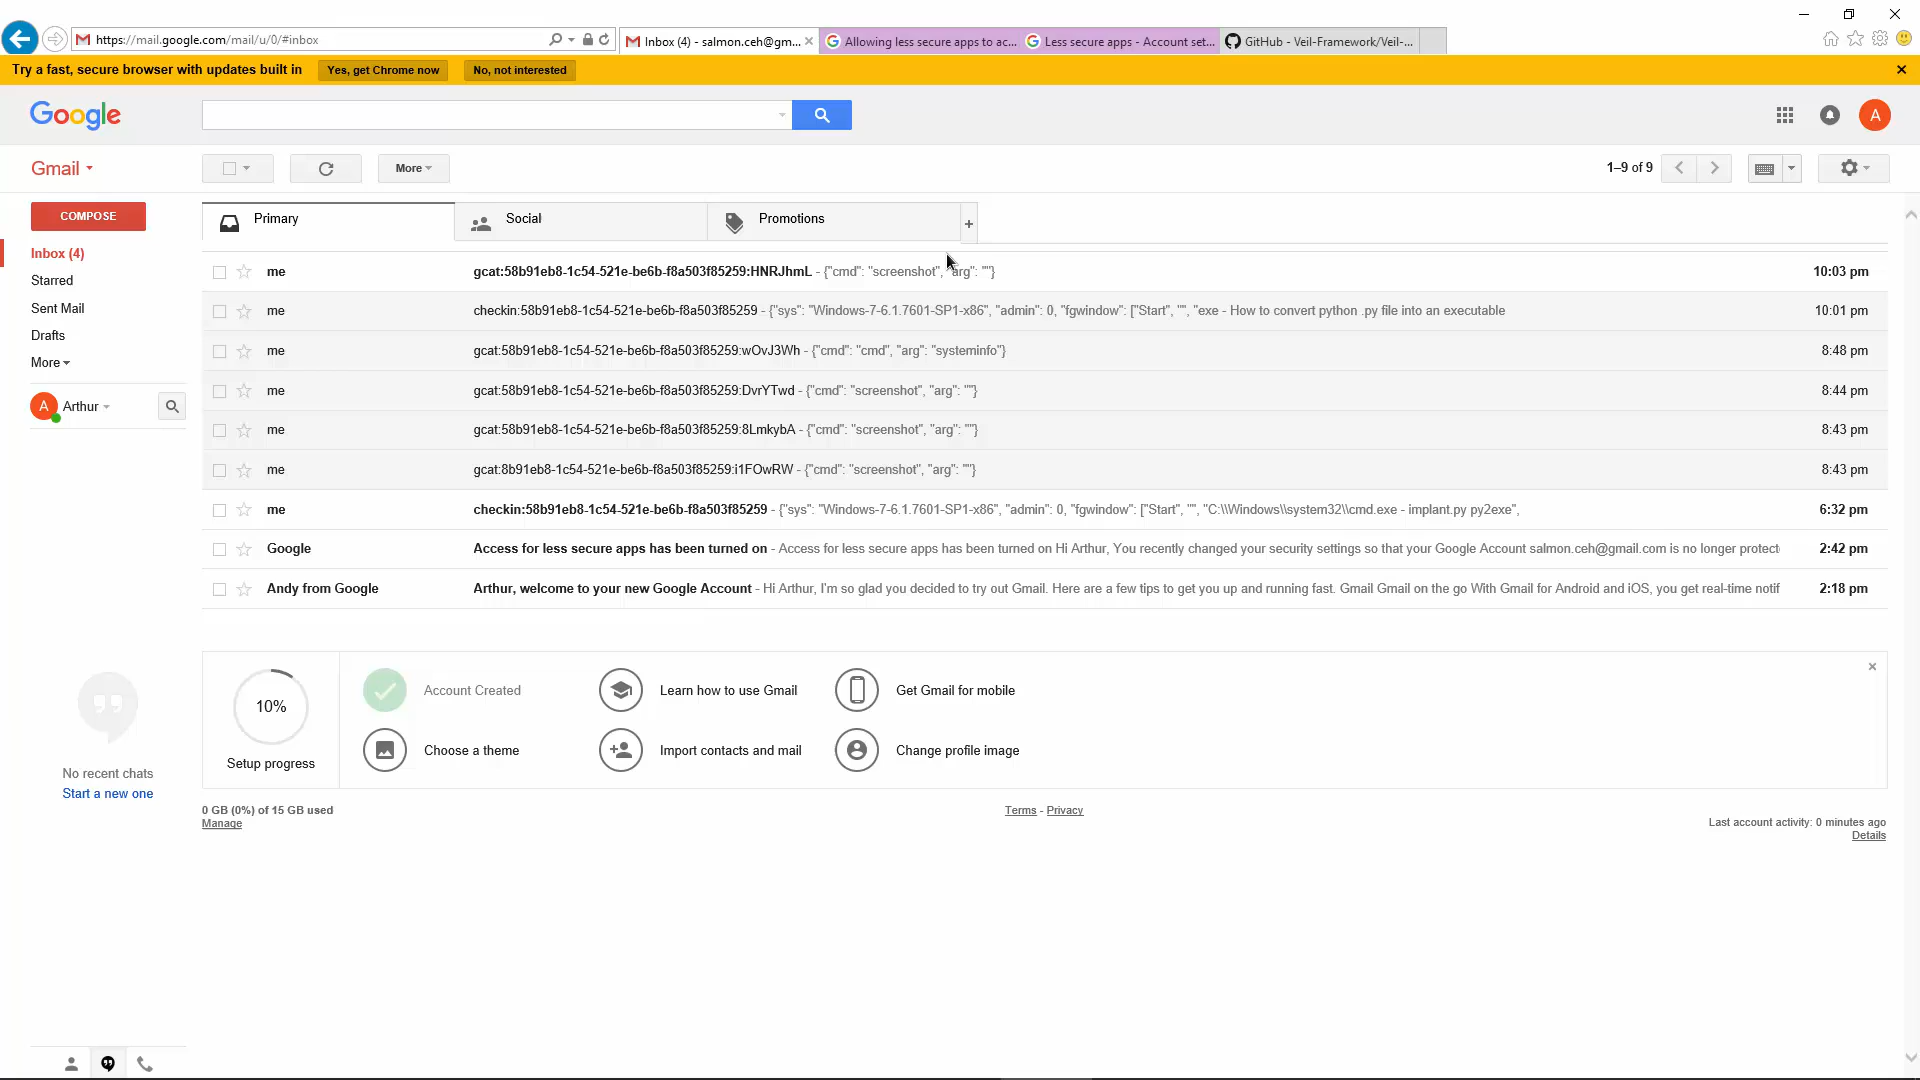 https://mail.google.com/mail/u/0/#inbox
Inbox (4) - salmon.ceh@gm...
Allowing less secure apps to ac...
Less secure apps - Account set...
GitHub - Veil-Framework/Veil-...
Try a fast, secure browser with updates built in
Yes, get Chrome now
No, not interested
Google
A
Gmail
More
1–9 of 9
COMPOSE
Primary
Social
Promotions
+
Inbox (4)
Starred
Sent Mail
Drafts
More
A Arthur
me gcat:58b91eb8-1c54-521e-be6b-f8a503f85259:HNRJhmL - {"cmd": "screenshot", "arg": ""} 10:03 pm
me checkin:58b91eb8-1c54-521e-be6b-f8a503f85259 - {"sys": "Windows-7-6.1.7601-SP1-x86", "admin": 0, "fgwindow": ["Start", "", "exe - How to convert python .py file into an executable 10:01 pm
me gcat:58b91eb8-1c54-521e-be6b-f8a503f85259:wOvJ3Wh - {"cmd": "cmd", "arg": "systeminfo"} 8:48 pm
me gcat:58b91eb8-1c54-521e-be6b-f8a503f85259:DvrYTwd - {"cmd": "screenshot", "arg": ""} 8:44 pm
me gcat:58b91eb8-1c54-521e-be6b-f8a503f85259:8LmkybA - {"cmd": "screenshot", "arg": ""} 8:43 pm
me gcat:8b91eb8-1c54-521e-be6b-f8a503f85259:i1FOwRW - {"cmd": "screenshot", "arg": ""} 8:43 pm
me checkin:58b91eb8-1c54-521e-be6b-f8a503f85259 - {"sys": "Windows-7-6.1.7601-SP1-x86", "admin": 0, "fgwindow": ["Start", "", "C:\\Windows\\system32\\cmd.exe - implant.py py2exe", 6:32 pm
Google Access for less secure apps has been turned on - Access for less secure apps has been turned on Hi Arthur, You recently changed your security settings so that your Google Account salmon.ceh@gmail.com is no longer protect 2:42 pm
Andy from Google Arthur, welcome to your new Google Account - Hi Arthur, I'm so glad you decided to try out Gmail. Here are a few tips to get you up and running fast. Gmail Gmail on the go With Gmail for Android and iOS, you get real-time notif 2:18 pm
10%
Setup progress
Account Created
Learn how to use Gmail
Get Gmail for mobile
Choose a theme
Import contacts and mail
Change profile image
No recent chats
Start a new one
0 GB (0%) of 15 GB used
Manage
Terms - Privacy
Last account activity: 0 minutes ago
Details